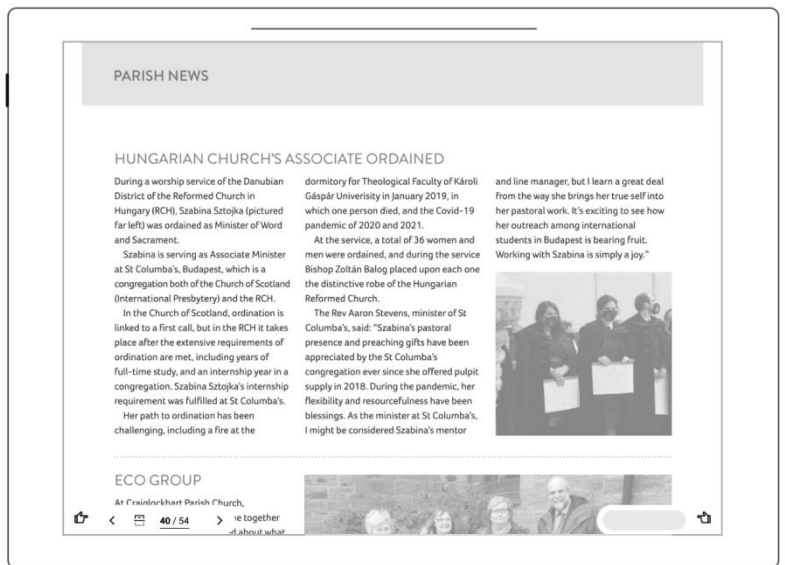 PARISH NEWS
HUNGARIAN CHURCH'S ASSOCIATE ORDAINED
During a worship service of the Danubian
District of the Reformed Church in
Hungary (RCH), Szabina Sztojka (pictured
far left) was ordained as Minister of Word
and Sacrament.
Szabina is serving as Associate Minister
at St Columba's, Budapest, which is a
congregation both of the Church of Scotland
(International Presbytery) and the RCH.
In the Church of Scotland, ordination is
linked to a first call, but in the RCH it takes
place after the extensive requirements of
ordination are met, including years of
full-time study, and an internship year in a
congregation. Szabina Sztojka's internship
requirement was fulfilled at St Columba's.
Her path to ordination has been
challenging, including a fire at the
dormitory for Theological Faculty of Károli
Gáspár Univerisity in January 2019, in
which one person died, and the Covid-19
pandemic of 2020 and 2021.
At the service, a total of 36 women and
men were ordained, and during the service
Bishop Zoltán Balog placed upon each one
the distinctive robe of the Hungarian
Reformed Church.
The Rev Aaron Stevens, minister of St
Columba's, said: “Szabina's pastoral
presence and preaching gifts have been
appreciated by the St Columba's
congregation ever since she offered pulpit
supply in 2018. During the pandemic, her
flexibility and resourcefulness have been
blessings. As the minister at St Columba's,
I might be considered Szabina's mentor
and line manager, but I learn a great deal
from the way she brings her true self into
her pastoral work. It's exciting to see how
her outreach among international
students in Budapest is bearing fruit.
Working with Szabina is simply a joy.”
ECO GROUP
At Craiglockhart Parish Church,
together
about what
40 / 54